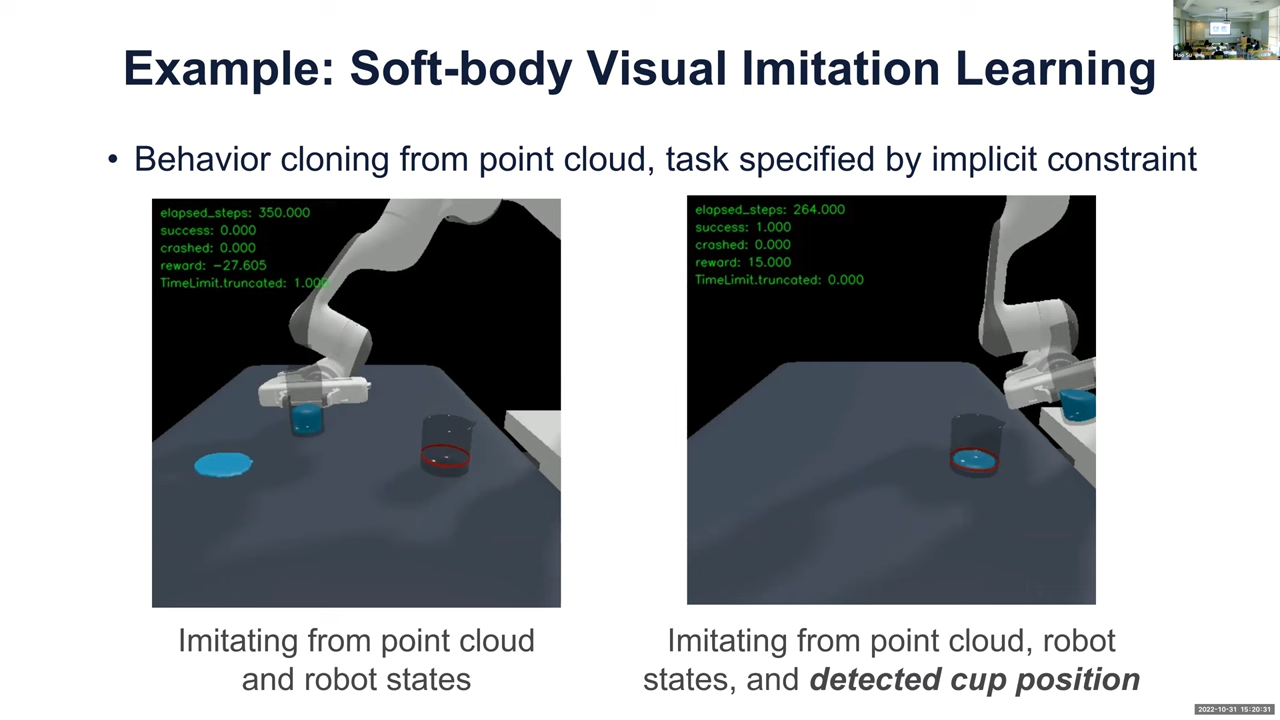 Example: Soft-body Visual Imitation Learning
• Behavior cloning from point cloud, task specified by implicit constraint
elapsed_steps: 350.000
success: 0.000
crashed: 0.000
reward: -27.605
TimeLimit.truncated: 1.000
elapsed_steps: 264.000
success: 1.000
crashed: 0.000
reward: 15.000
TimeLimit.truncated: 0.000
Imitating from point cloud
and robot states
Imitating from point cloud, robot
states, and detected cup position
Hao Su
2022-10-31 15:20:31